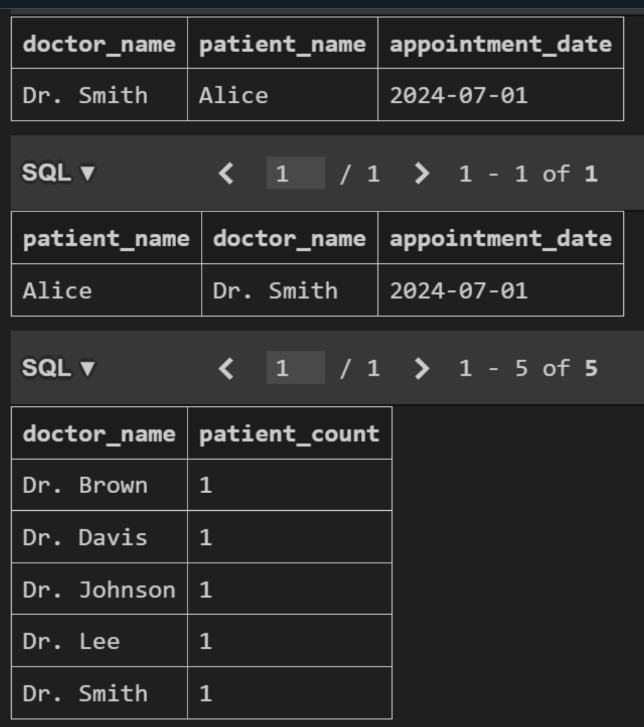 doctor_name patient_name appointment_date
Dr. Smith Alice 2024-07-01
SQL ▼ < 1 / 1 > 1 - 1 of 1
patient_name doctor_name appointment_date
Alice Dr. Smith 2024-07-01
SQL ▼ < 1 / 1 > 1 - 5 of 5
doctor_name patient_count
Dr. Brown 1
Dr. Davis 1
Dr. Johnson 1
Dr. Lee 1
Dr. Smith 1